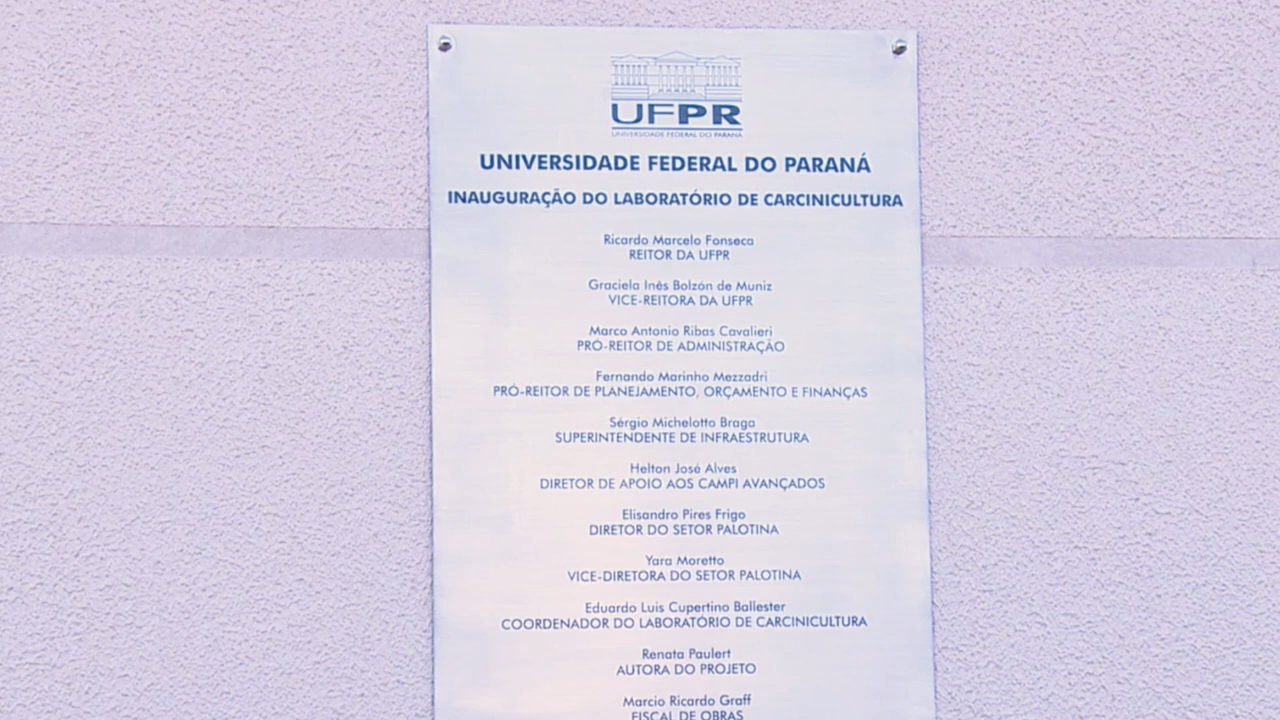 UFPR
UNIVERSIDADE FEDERAL DO PARANÁ
UNIVERSIDADE FEDERAL DO PARANÁ
INAUGURAÇÃO DO LABORATÓRIO DE CARCINICULTURA
Ricardo Marcelo Fonseca
REITOR DA UFPR
Graciela Inês Bolzón de Muniz
VICE-REITORA DA UFPR
Marco Antonio Ribas Cavalieri
PRÓ-REITOR DE ADMINISTRAÇÃO
Fernando Marinho Mezzadri
PRÓ-REITOR DE PLANEJAMENTO, ORÇAMENTO E FINANÇAS
Sérgio Michelotto Braga
SUPERINTENDENTE DE INFRAESTRUTURA
Helton José Alves
DIRETOR DE APOIO AOS CAMPI AVANÇADOS
Elisandro Pires Frigo
DIRETOR DO SETOR PALOTINA
Yara Moretto
VICE-DIRETORA DO SETOR PALOTINA
Eduardo Luis Cupertino Ballester
COORDENADOR DO LABORATÓRIO DE CARCINICULTURA
Renata Paulert
AUTORA DO PROJETO
Marcio Ricardo Graff
FISCAL DE OBRAS